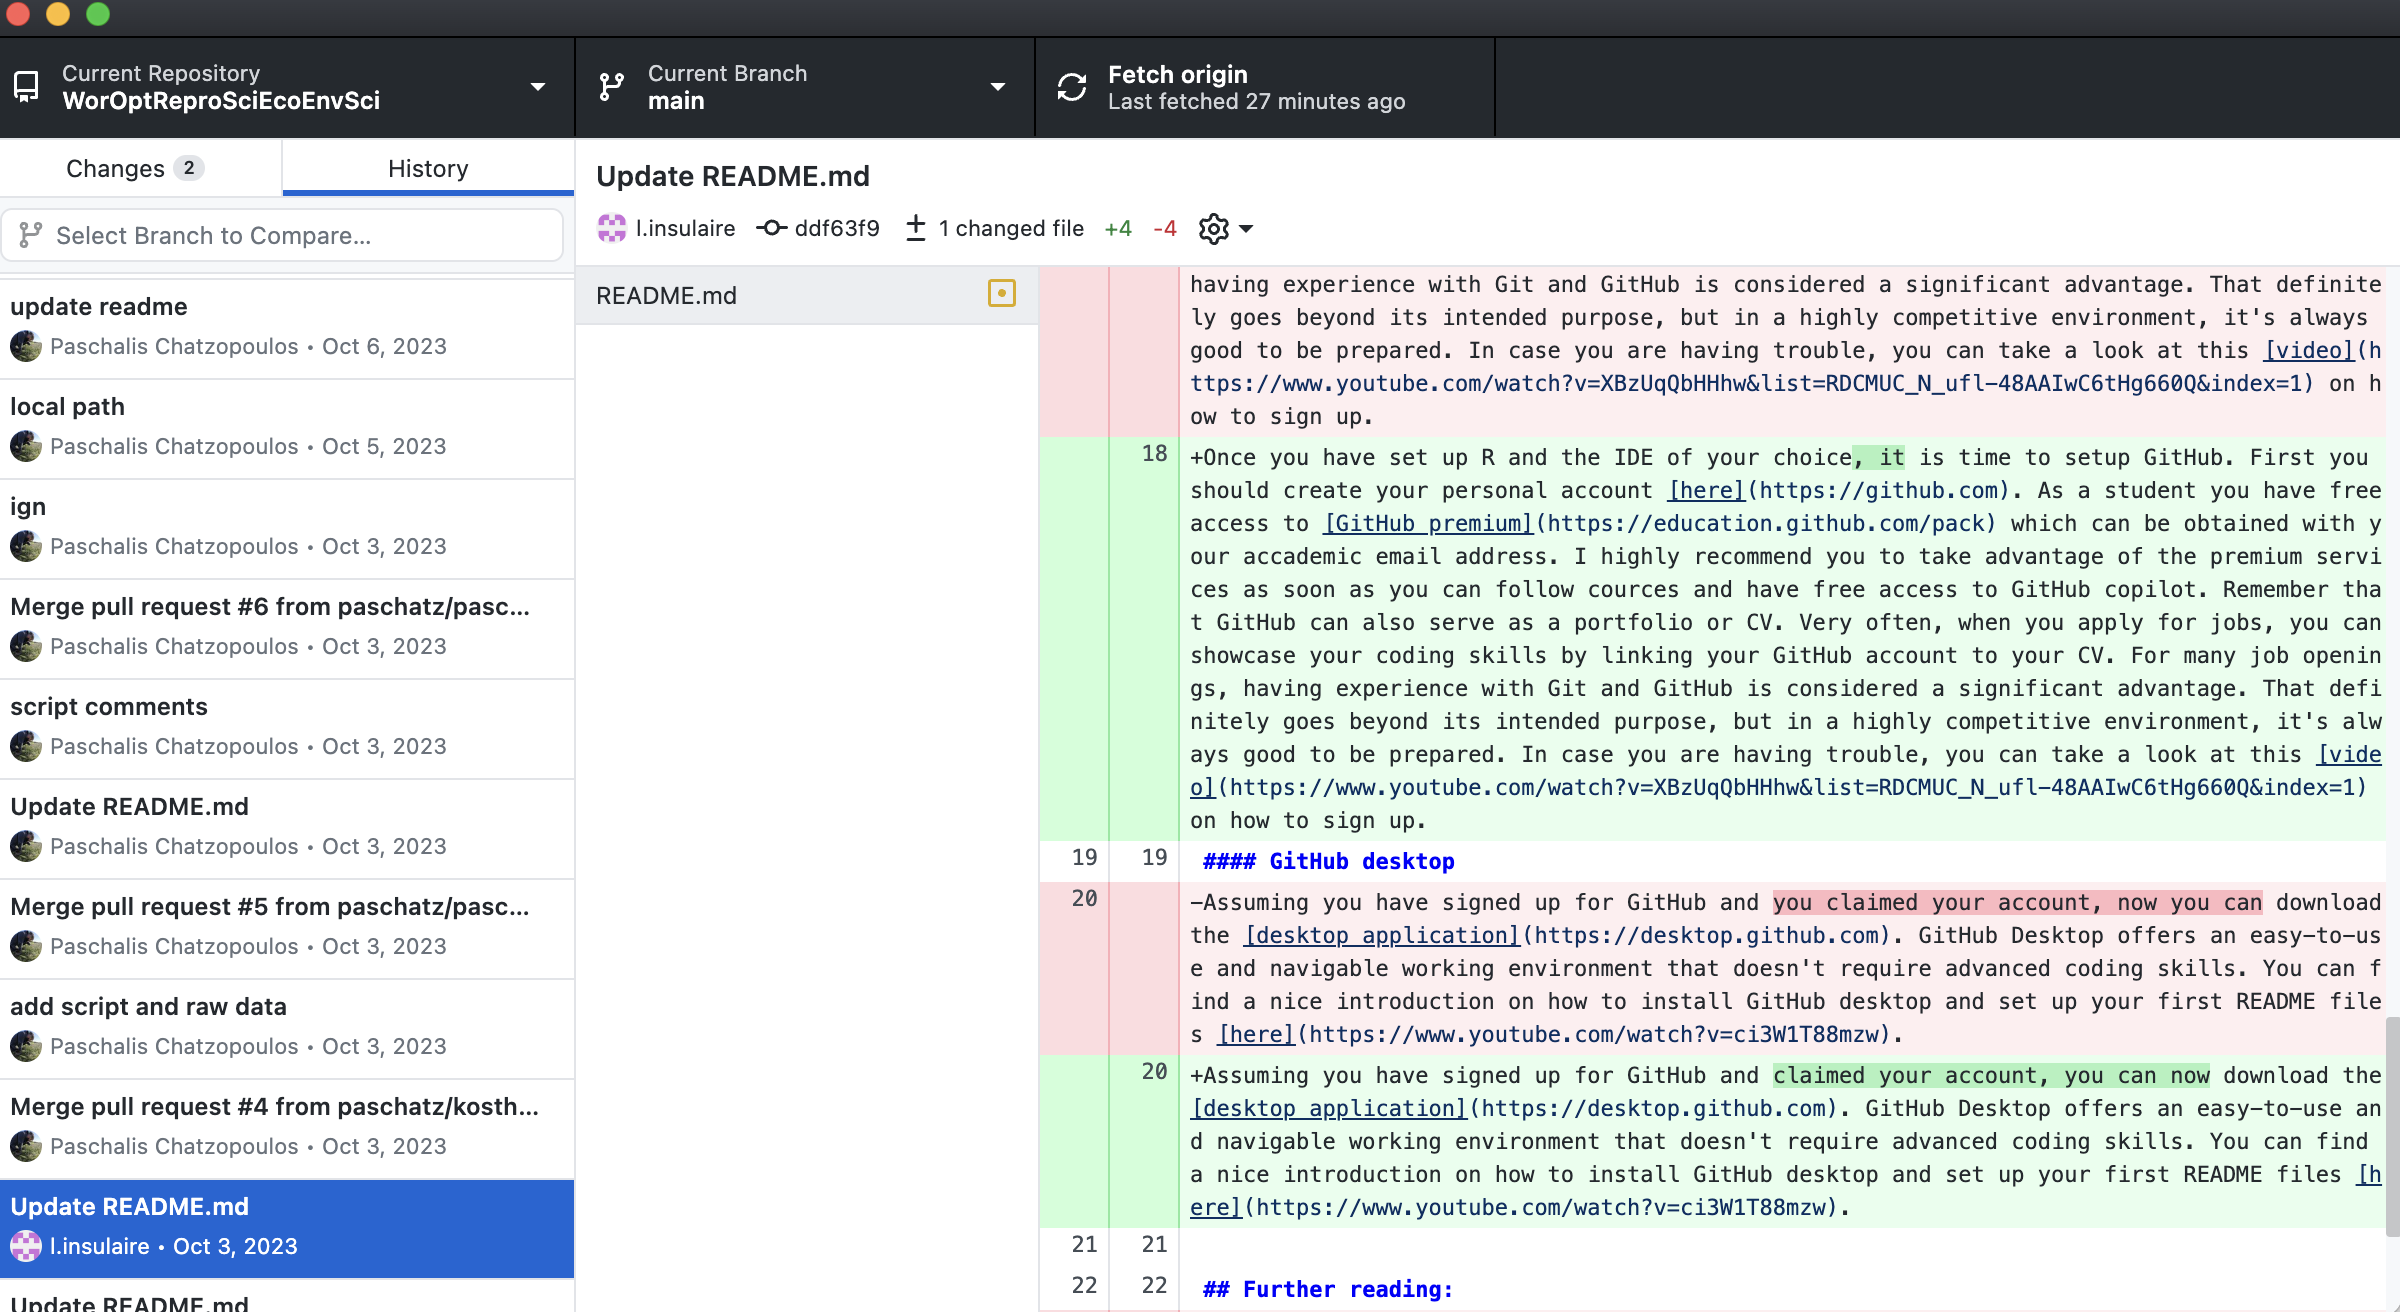 Current Repository
WorOptReproSciEcoEnvSci
Current Branch
main
Fetch origin
Last fetched 27 minutes ago
Changes 2
History
Select Branch to Compare...
update readme
Paschalis Chatzopoulos • Oct 6, 2023
local path
Paschalis Chatzopoulos • Oct 5, 2023
ign
Paschalis Chatzopoulos • Oct 3, 2023
Merge pull request #6 from paschatz/pasc...
Paschalis Chatzopoulos • Oct 3, 2023
script comments
Paschalis Chatzopoulos • Oct 3, 2023
Update README.md
Paschalis Chatzopoulos • Oct 3, 2023
Merge pull request #5 from paschatz/pasc...
Paschalis Chatzopoulos • Oct 3, 2023
add script and raw data
Paschalis Chatzopoulos • Oct 3, 2023
Merge pull request #4 from paschatz/kosth...
Paschalis Chatzopoulos • Oct 3, 2023
Update README.md
l.insulaire • Oct 3, 2023
Update README.md
Update README.md
l.insulaire ddf63f9 1 changed file +4 -4
README.md
having experience with Git and GitHub is considered a significant advantage. That definite
ly goes beyond its intended purpose, but in a highly competitive environment, it's always
good to be prepared. In case you are having trouble, you can take a look at this [video](h
ttps://www.youtube.com/watch?v=XBzUqQbHHhw&list=RDCMUC_N_ufl-48AAIwC6tHg660Q&index=1) on h
ow to sign up.
18 +Once you have set up R and the IDE of your choice, it is time to setup GitHub. First you
should create your personal account [here](https://github.com). As a student you have free
access to [GitHub premium](https://education.github.com/pack) which can be obtained with y
our accademic email address. I highly recommend you to take advantage of the premium servi
ces as soon as you can follow cources and have free access to GitHub copilot. Remember tha
t GitHub can also serve as a portfolio or CV. Very often, when you apply for jobs, you can
showcase your coding skills by linking your GitHub account to your CV. For many job openin
gs, having experience with Git and GitHub is considered a significant advantage. That defi
nitely goes beyond its intended purpose, but in a highly competitive environment, it's alw
ays good to be prepared. In case you are having trouble, you can take a look at this [vide
o](https://www.youtube.com/watch?v=XBzUqQbHHhw&list=RDCMUC_N_ufl-48AAIwC6tHg660Q&index=1)
on how to sign up.
19 19 #### GitHub desktop
20 -Assuming you have signed up for GitHub and you claimed your account, now you can download
the [desktop application](https://desktop.github.com). GitHub Desktop offers an easy-to-us
e and navigable working environment that doesn't require advanced coding skills. You can f
ind a nice introduction on how to install GitHub desktop and set up your first README file
s [here](https://www.youtube.com/watch?v=ci3W1T88mzw).
20 +Assuming you have signed up for GitHub and claimed your account, you can now download the
[desktop application](https://desktop.github.com). GitHub Desktop offers an easy-to-use an
d navigable working environment that doesn't require advanced coding skills. You can find
a nice introduction on how to install GitHub desktop and set up your first README files [h
ere](https://www.youtube.com/watch?v=ci3W1T88mzw).
21 21
22 22 ## Further reading: